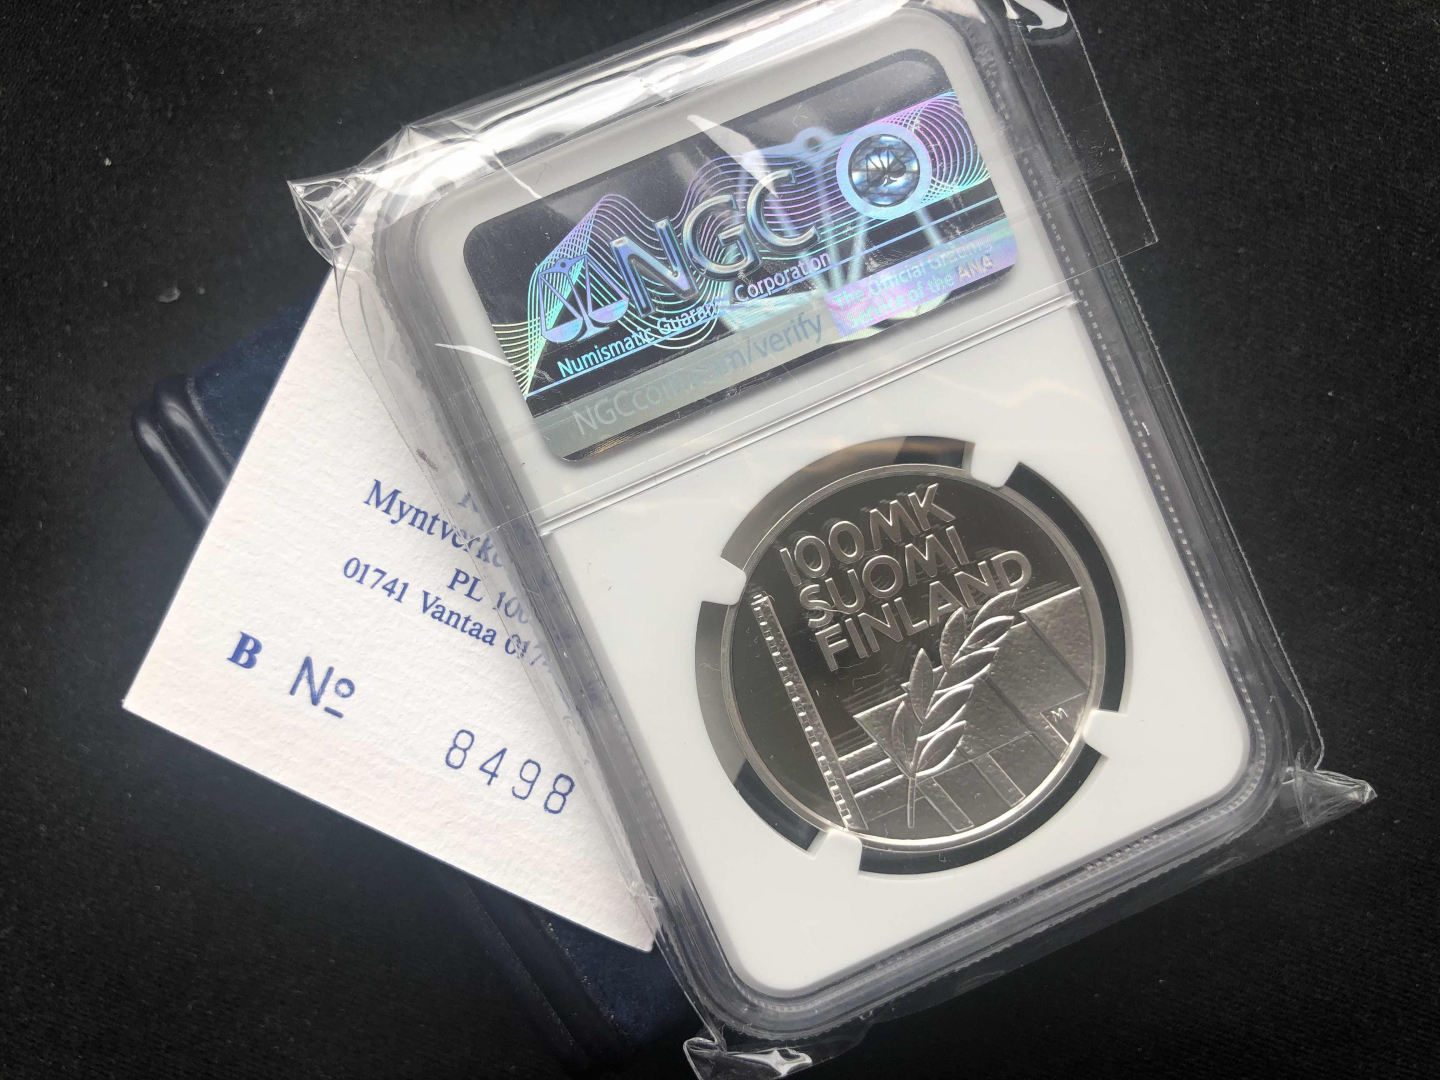 NGC
Numismatic Guaranty Corporation
The Official Grading
Service of the ANA
NGCcoin.com/verify
100MK
SUOMI
FINLAND
M
PL 100
01741 Vantaa
B No
8498